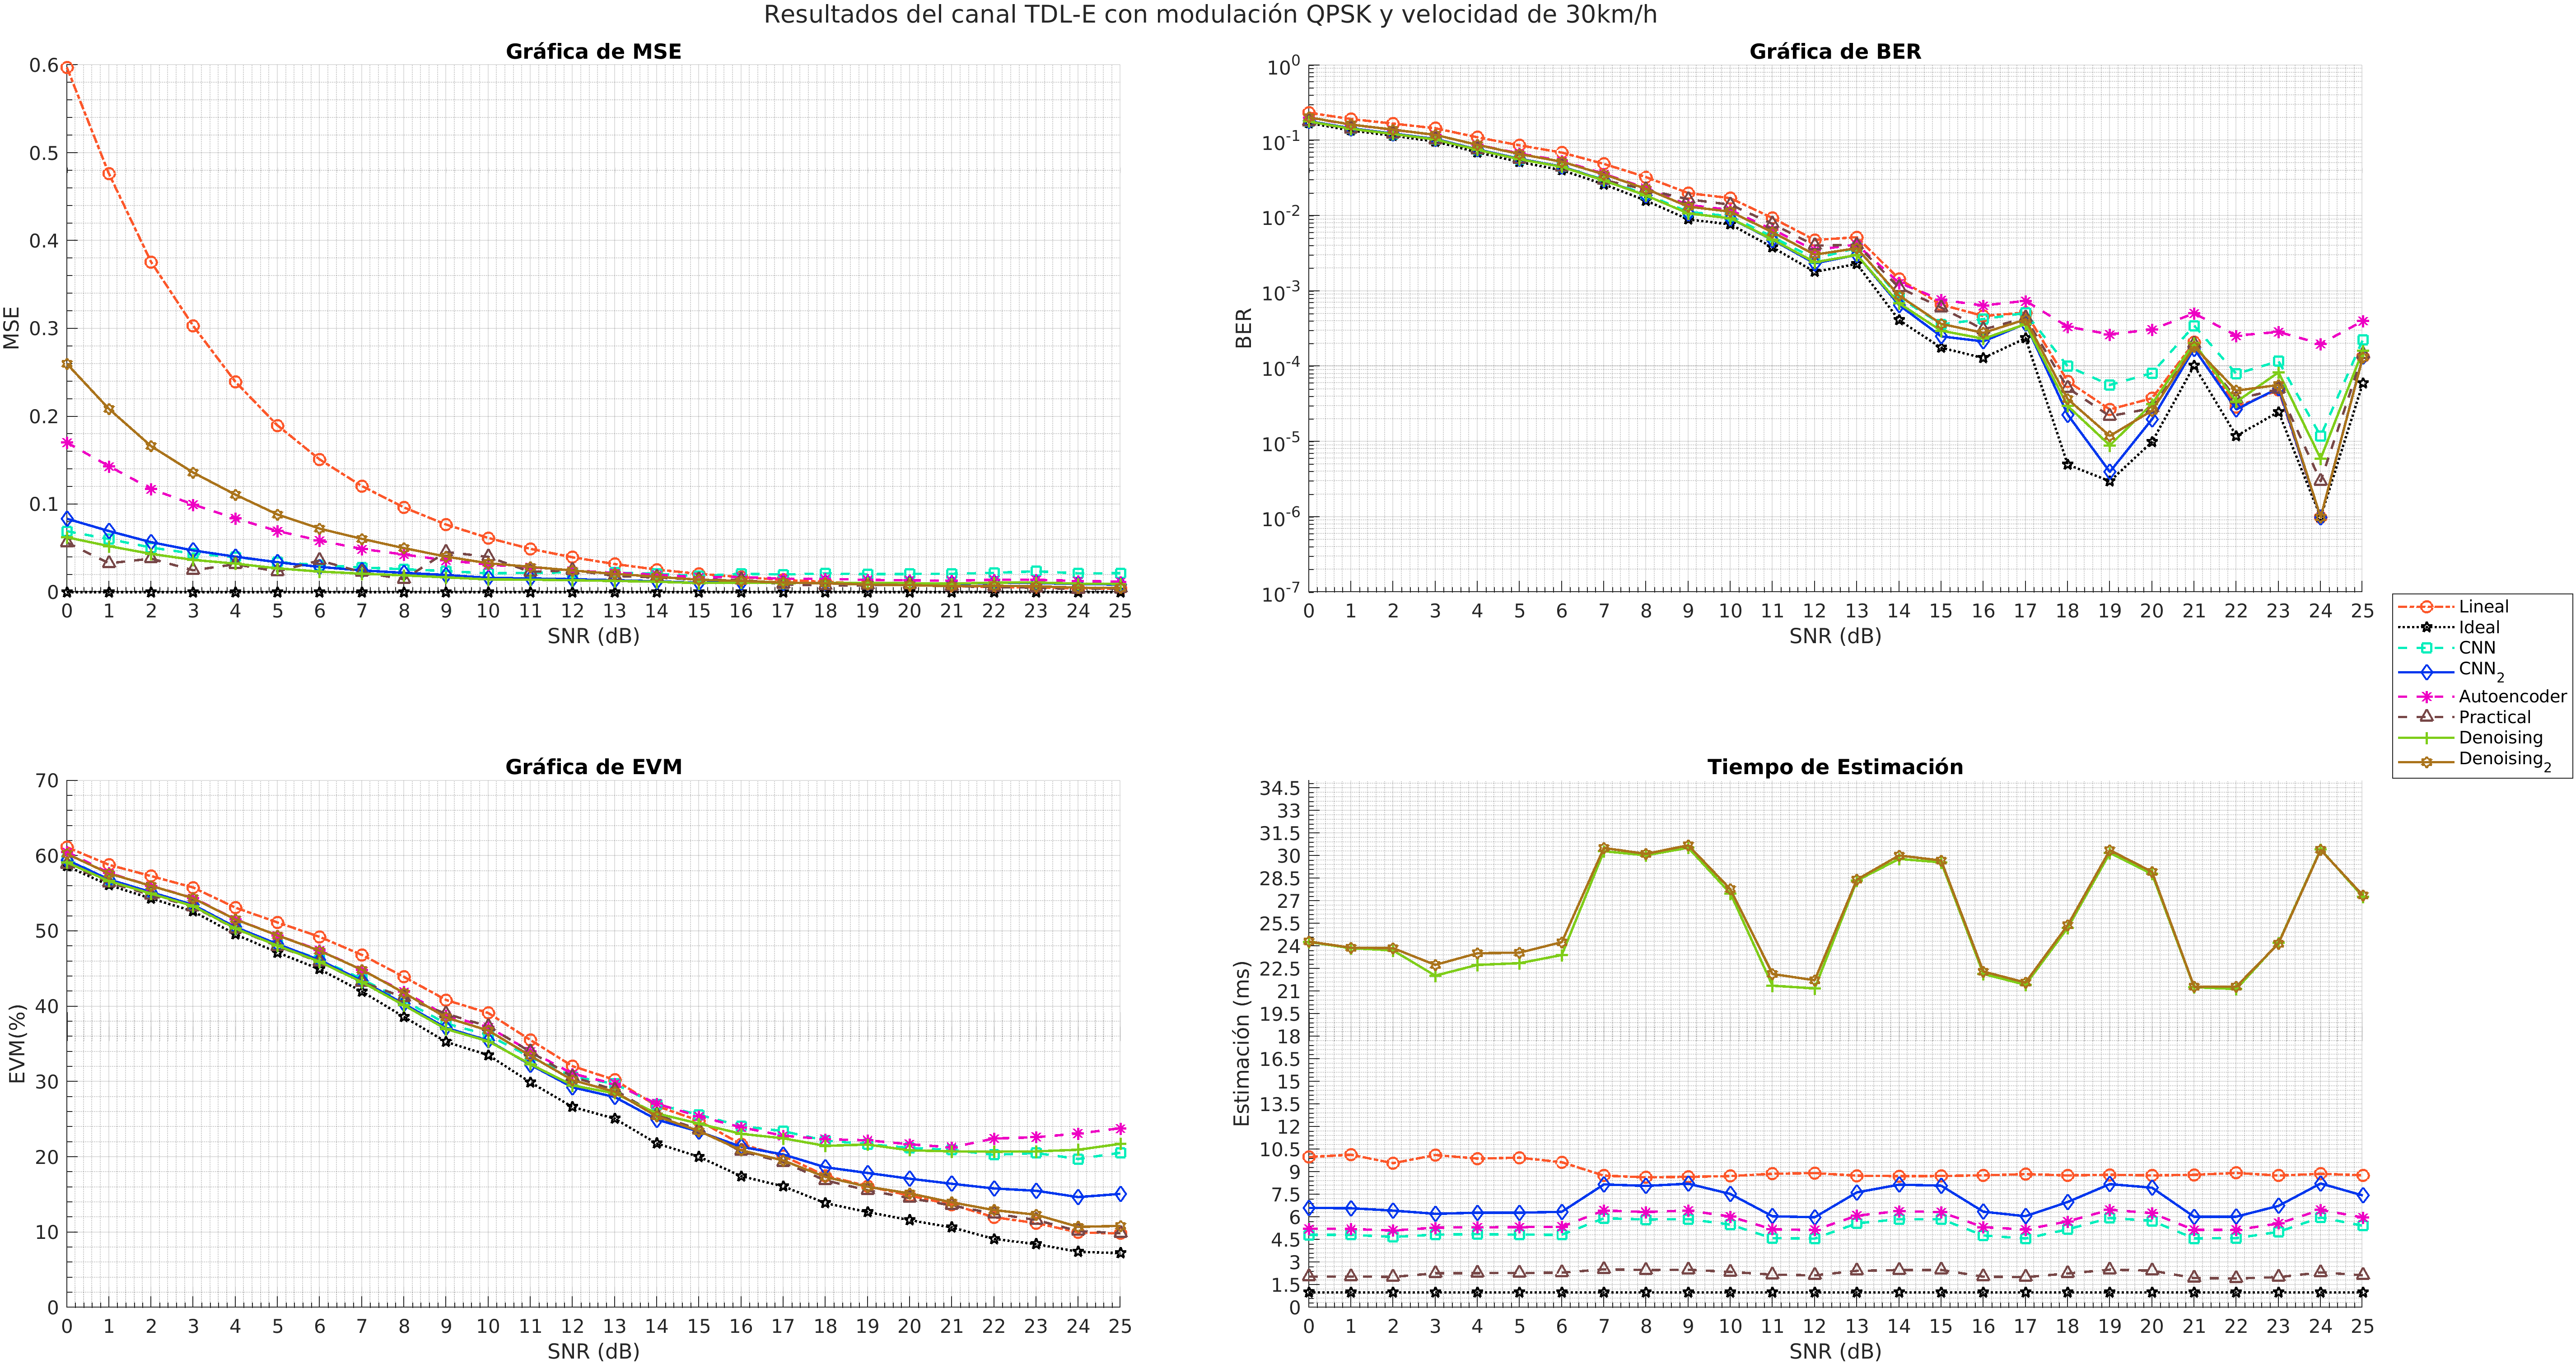 Resultados del canal TDL-E con modulación QPSK y velocidad de 30km/h
Gráfica de MSE
0.6
0.5
0.4
0.3
0.2
0.1
0
MSE
0 1 2 3 4 5 6 7 8 9 10 11 12 13 14 15 16 17 18 19 20 21 22 23 24 25
SNR (dB)
Gráfica de BER
10^0
10^-1
10^-2
10^-3
10^-4
10^-5
10^-6
10^-7
BER
0 1 2 3 4 5 6 7 8 9 10 11 12 13 14 15 16 17 18 19 20 21 22 23 24 25
SNR (dB)
Lineal
Ideal
CNN
CNN_2
Autoencoder
Practical
Denoising
Denoising_2
Gráfica de EVM
70
60
50
40
30
20
10
0
EVM(%)
0 1 2 3 4 5 6 7 8 9 10 11 12 13 14 15 16 17 18 19 20 21 22 23 24 25
SNR (dB)
Tiempo de Estimación
34.5
33
31.5
30
28.5
27
25.5
24
22.5
21
19.5
18
16.5
15
13.5
12
10.5
9
7.5
6
4.5
3
1.5
0
Estimación (ms)
0 1 2 3 4 5 6 7 8 9 10 11 12 13 14 15 16 17 18 19 20 21 22 23 24 25
SNR (dB)